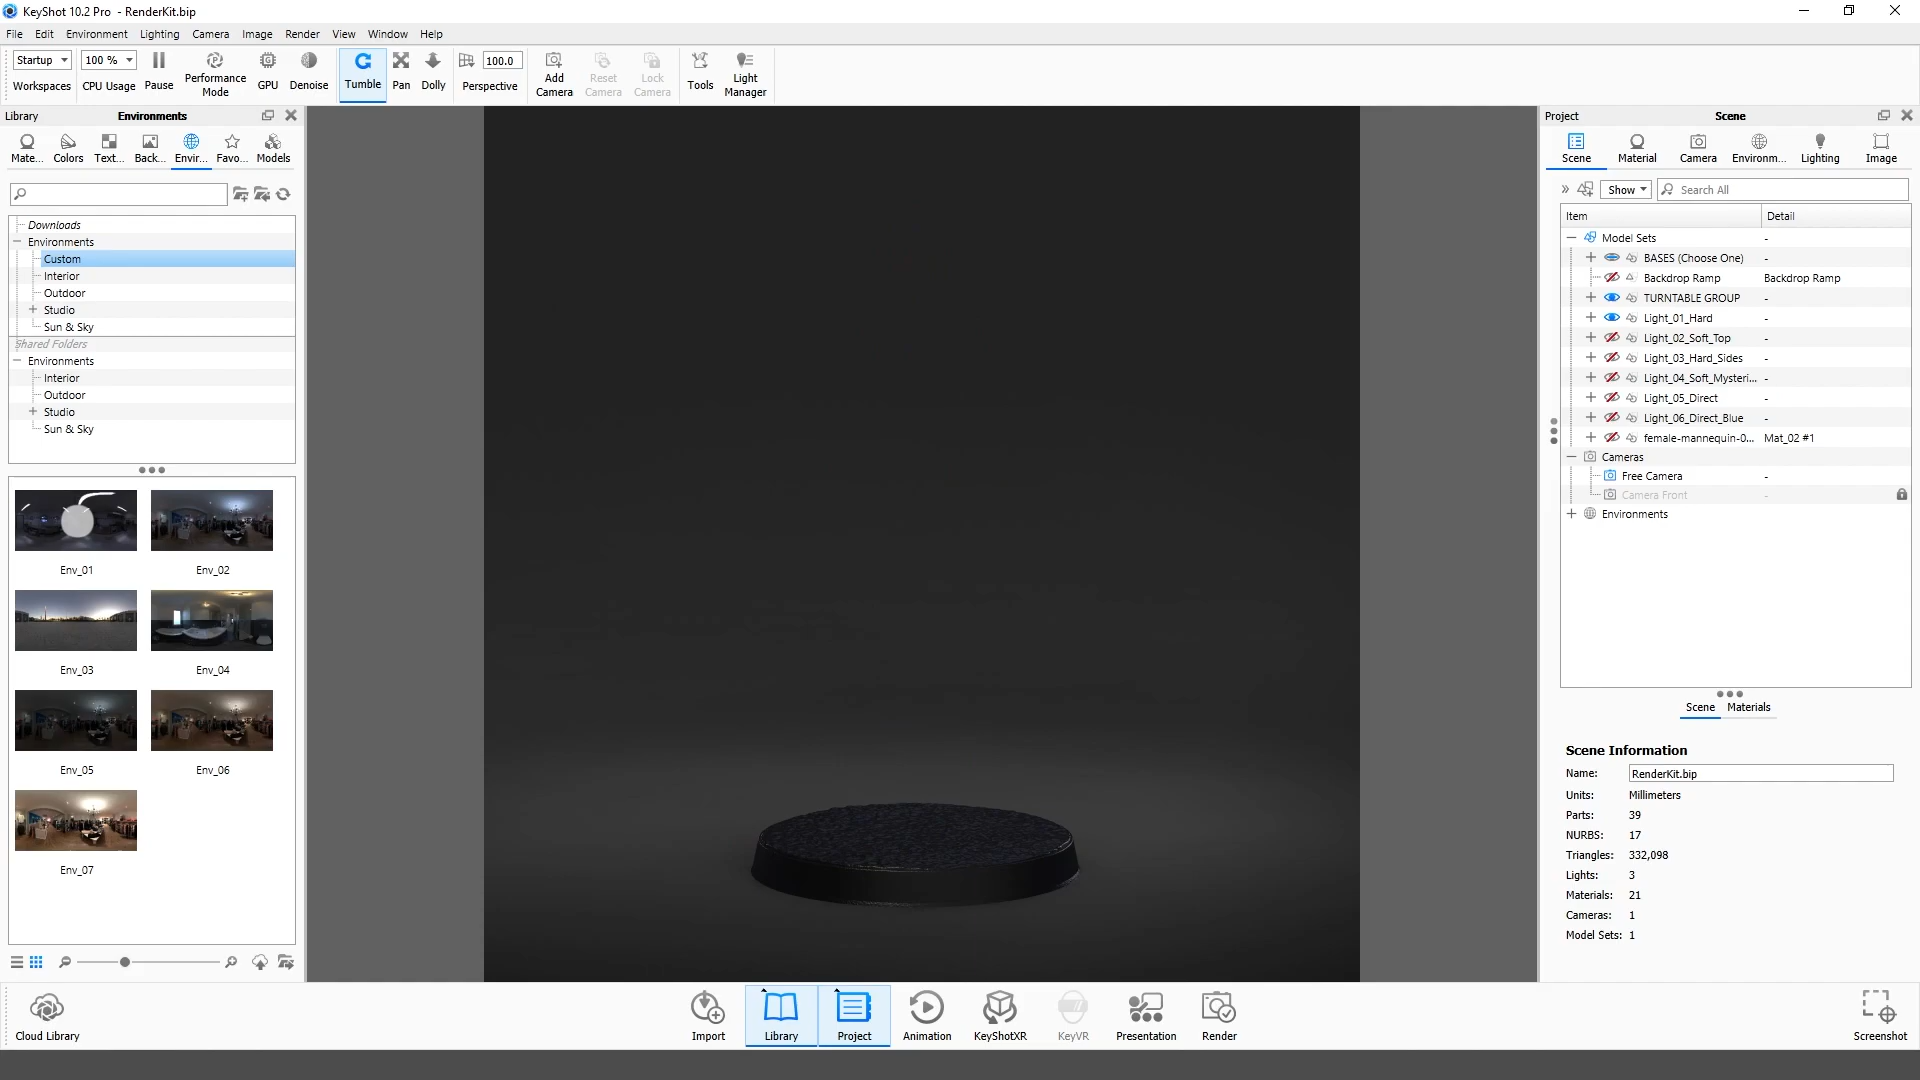 KeyShot 10.2 Pro  - RenderKit.bip
File Edit Environment Lighting Camera Image Render View Window Help
Startup 100 % 100.0
Workspaces CPU Usage Pause Performance Mode GPU Denoise Tumble Pan Dolly Perspective Add Camera Reset Camera Lock Camera Tools Light Manager
Library Environments
Mate... Colors Text... Back... Envir... Favo... Models
Downloads
Environments
Custom
Interior
Outdoor
Studio
Sun & Sky
Shared Folders
Environments
Interior
Outdoor
Studio
Sun & Sky
Env_01 Env_02
Env_03 Env_04
Env_05 Env_06
Env_07
Project Scene
Scene Material Camera Environm... Lighting Image
Show Search All
Item Detail
Model Sets -
BASES (Choose One) -
Backdrop Ramp Backdrop Ramp
TURNTABLE GROUP -
Light_01_Hard -
Light_02_Soft_Top -
Light_03_Hard_Sides -
Light_04_Soft_Mysteri... -
Light_05_Direct -
Light_06_Direct_Blue -
female-mannequin-0... Mat_02 #1
Cameras
Free Camera -
Camera Front -
Environments
Scene Materials
Scene Information
Name: RenderKit.bip
Units: Millimeters
Parts: 39
NURBS: 17
Triangles: 332,098
Lights: 3
Materials: 21
Cameras: 1
Model Sets: 1
Cloud Library Import Library Project Animation KeyShotXR KeyVR Presentation Render Screenshot